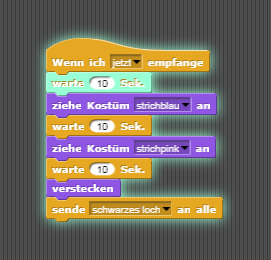 Wenn ich jetzt empfange
warte 10 Sek.
ziehe Kostüm strichblau an
warte 10 Sek.
ziehe Kostüm strichpink an
warte 10 Sek.
verstecken
sende schwarzes loch an alle